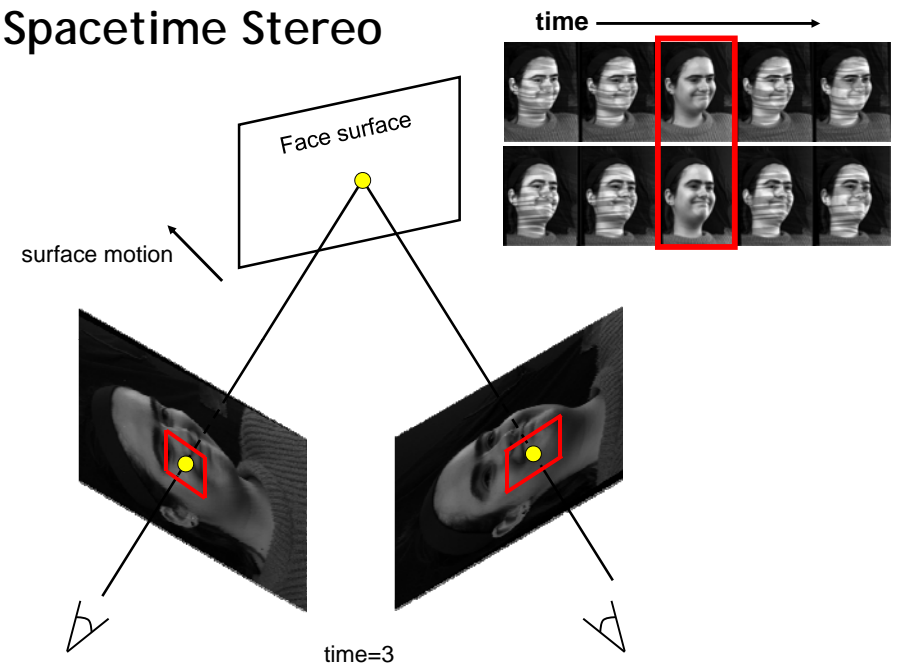 Spacetime Stereo
time
Face surface
surface motion
time=3